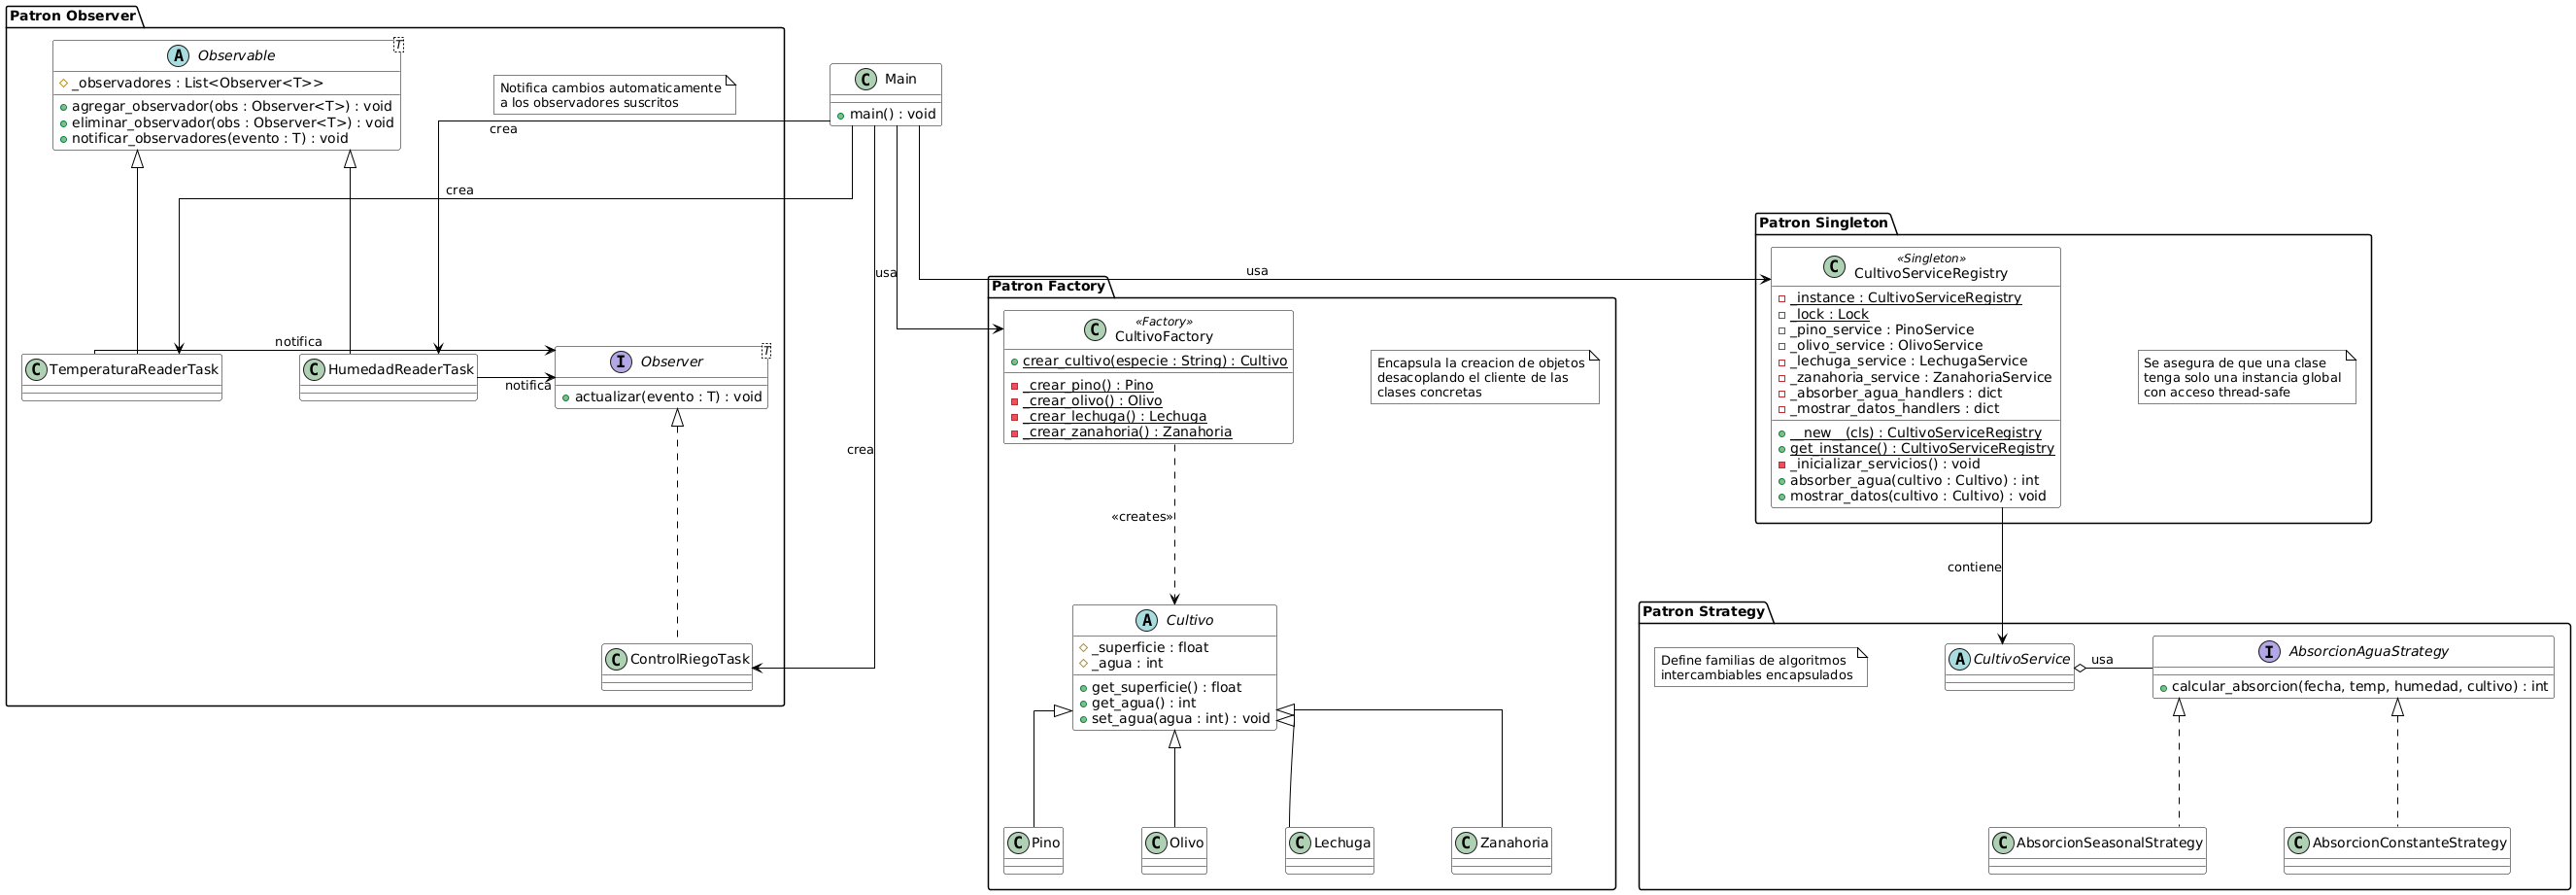 Patron Observer
A Observable T
_observadores : List<Observer<T>>
agregar_observador(obs : Observer<T>) : void
eliminar_observador(obs : Observer<T>) : void
notificar_observadores(evento : T) : void
Notifica cambios automaticamente
a los observadores suscritos
crea
crea
notifica
C TemperaturaReaderTask
C HumedadReaderTask
notifica
I Observer T
actualizar(evento : T) : void
C ControlRiegoTask
C Main
main() : void
usa
crea
usa
Patron Factory
«Factory»
C CultivoFactory
crear_cultivo(especie : String) : Cultivo
_crear_pino() : Pino
_crear_olivo() : Olivo
_crear_lechuga() : Lechuga
_crear_zanahoria() : Zanahoria
Encapsula la creacion de objetos
desacoplando el cliente de las
clases concretas
«creates»
A Cultivo
_superficie : float
_agua : int
get_superficie() : float
get_agua() : int
set_agua(agua : int) : void
C Pino
C Olivo
C Lechuga
C Zanahoria
Patron Singleton
«Singleton»
C CultivoServiceRegistry
_instance : CultivoServiceRegistry
_lock : Lock
_pino_service : PinoService
_olivo_service : OlivoService
_lechuga_service : LechugaService
_zanahoria_service : ZanahoriaService
_absorber_agua_handlers : dict
_mostrar_datos_handlers : dict
__new__(cls) : CultivoServiceRegistry
get_instance() : CultivoServiceRegistry
_inicializar_servicios() : void
absorber_agua(cultivo : Cultivo) : int
mostrar_datos(cultivo : Cultivo) : void
Se asegura de que una clase
tenga solo una instancia global
con acceso thread-safe
contiene
Patron Strategy
Define familias de algoritmos
intercambiables encapsulados
A CultivoService
usa
I AbsorcionAguaStrategy
calcular_absorcion(fecha, temp, humedad, cultivo) : int
C AbsorcionSeasonalStrategy
C AbsorcionConstanteStrategy